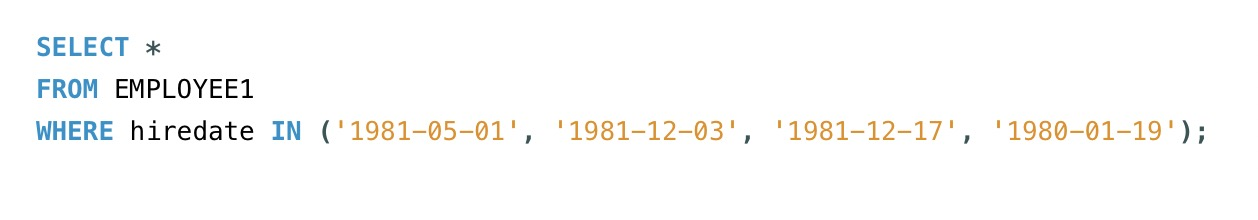 SELECT *
FROM EMPLOYEE1
WHERE hiredate IN ('1981-05-01', '1981-12-03', '1981-12-17', '1980-01-19');